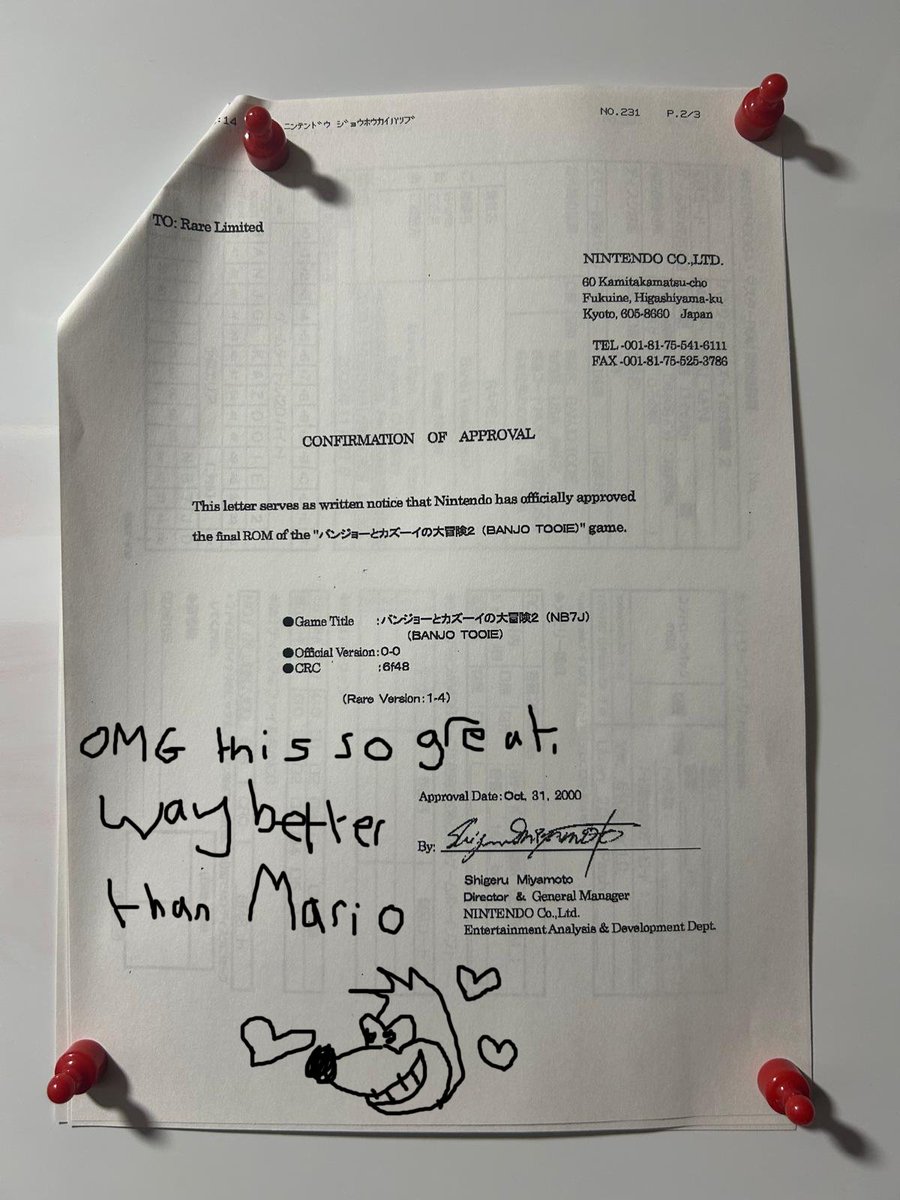 :14 ﾆﾝﾃﾝﾄﾞｳ ｼﾞｮｳﾎｳｶｲﾊﾂﾌﾞ NO.231 P.2/3
TO: Rare Limited
NINTENDO CO.,LTD.
60 Kamitakamatsu-cho
Fukuine, Higashiyama-ku
Kyoto, 605-8660 Japan
TEL -001-81-75-541-6111
FAX -001-81-75-525-3786
CONFIRMATION OF APPROVAL
This letter serves as written notice that Nintendo has officially approved
the final ROM of the "バンジョーとカズーイの大冒険2 (BANJO TOOIE)" game.
●Game Title :バンジョーとカズーイの大冒険2 (NB7J)
(BANJO TOOIE)
●Official Version:0-0
●CRC :6f48
(Rare Version:1-4)
OMG this so great.
way better
than Mario
Approval Date:Oct. 31, 2000
By: Shigeru Miyamoto
Shigeru Miyamoto
Director & General Manager
NINTENDO Co.,Ltd.
Entertainment Analysis & Development Dept.